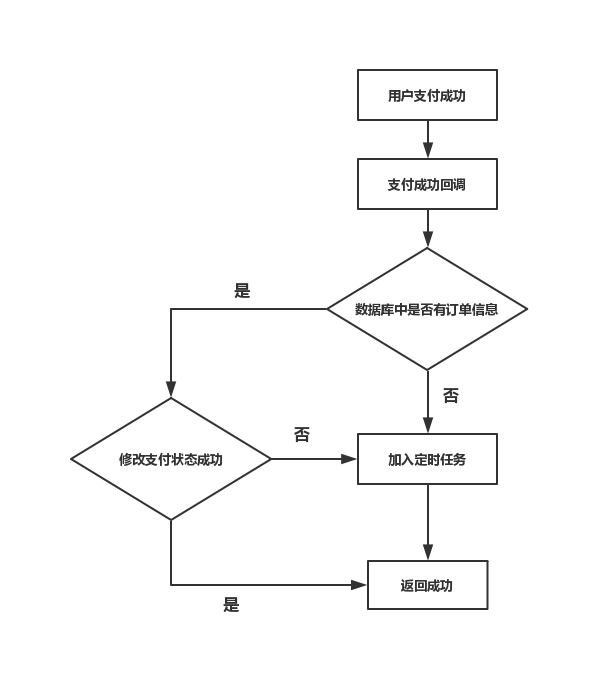 用户支付成功
支付成功回调
是
数据库中是否有订单信息
否
修改支付状态成功
否
加入定时任务
返回成功
是